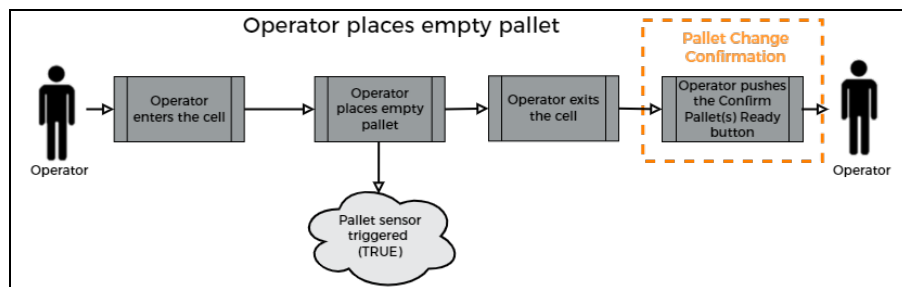 Operator places empty pallet
Pallet Change
Confirmation
Operator
enters the cell
Operator
places empty
pallet
Operator exits
the cell
Operator pushes
the Confirm
Pallet(s) Ready
button
Operator
Operator
Pallet sensor
triggered
(TRUE)